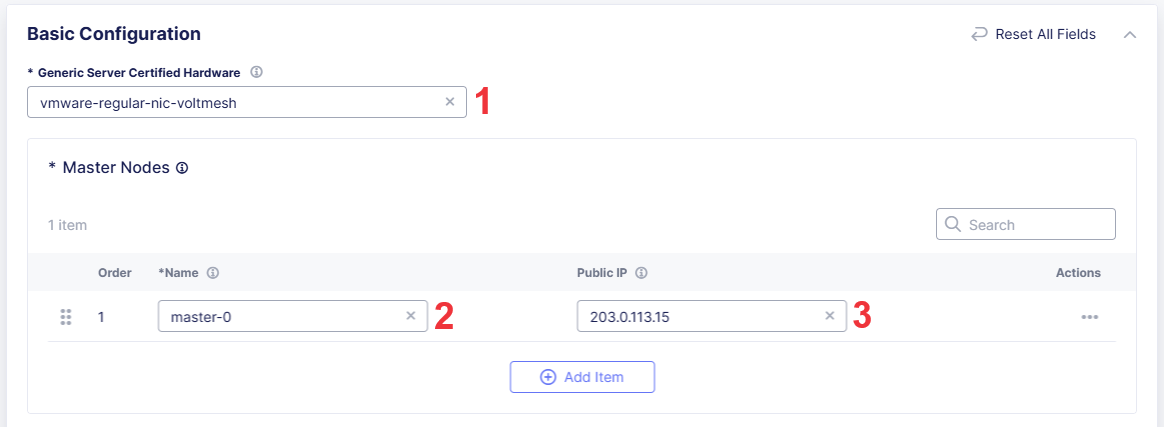 Basic Configuration
Reset All Fields
* Generic Server Certified Hardware
vmware-regular-nic-voltmesh
1
* Master Nodes
1 item
Search
Order *Name Public IP Actions
1 master-0 2 203.0.113.15 3
Add Item